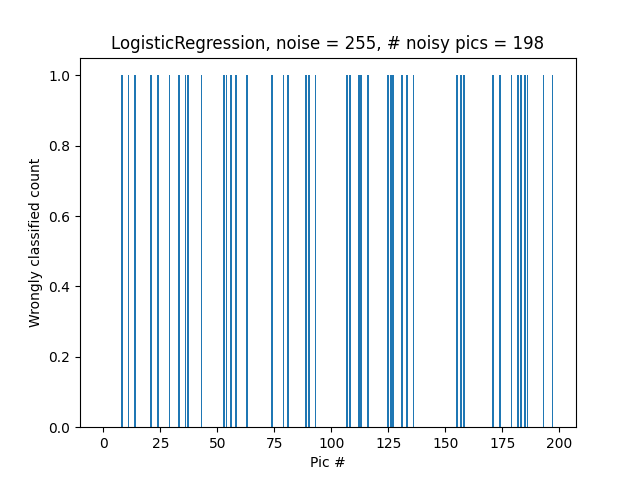 LogisticRegression, noise = 255, # noisy pics = 198
1.0
0.8
0.6
0.4
0.2
0.0
Wrongly classified count
0 25 50 75 100 125 150 175 200
Pic #